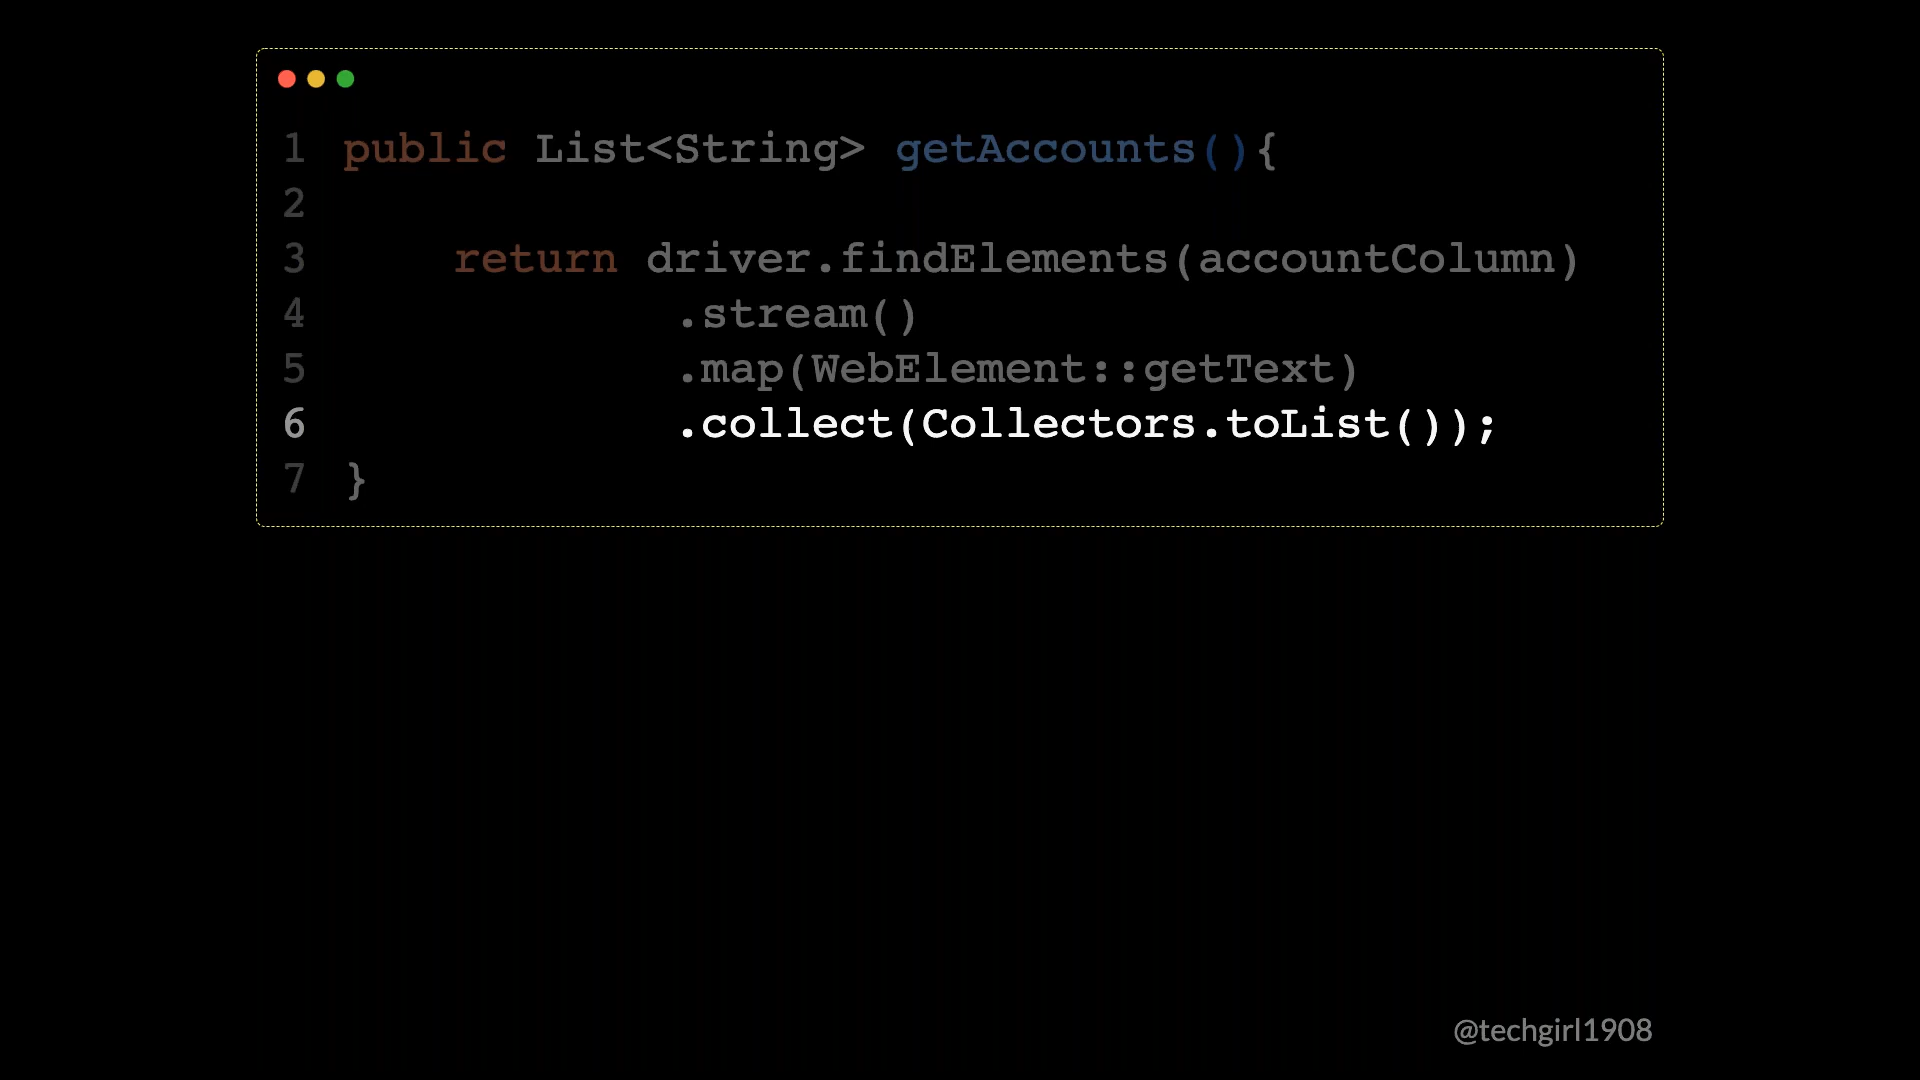 1 public List<String> getAccounts(){
2
3 return driver.findElements(accountColumn)
4 .stream()
5 .map(WebElement::getText)
6 .collect(Collectors.toList());
7 }
@techgirl1908